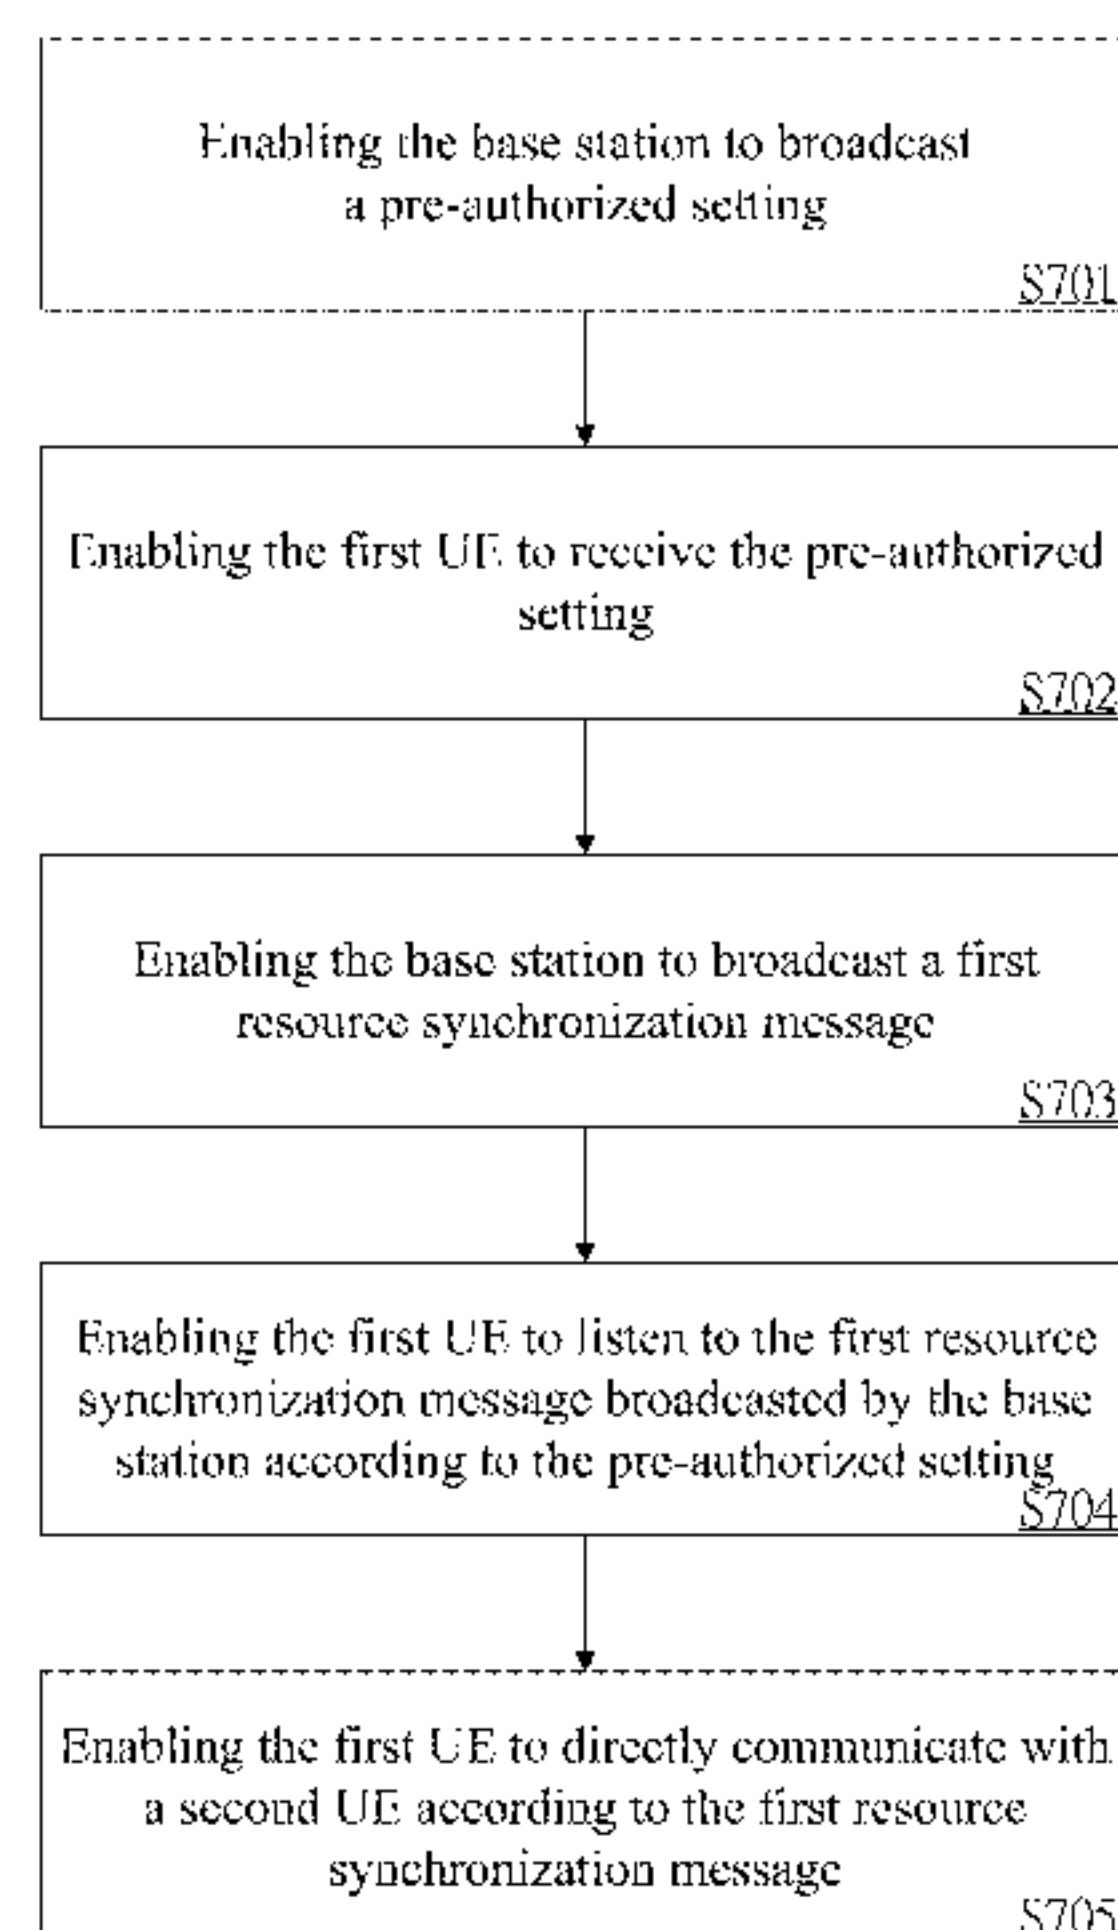 Enabling the base station to broadcast
a pre-authorized setting
S701
Enabling the first UE to receive the pre-authorized
setting
S702
Enabling the base station to broadcast a first
resource synchronization message
S703
Enabling the first UE to listen to the first resource
synchronization message broadcasted by the base
station according to the pre-authorized setting
S704
Enabling the first UE to directly communicate with
a second UE according to the first resource
synchronization message
S705